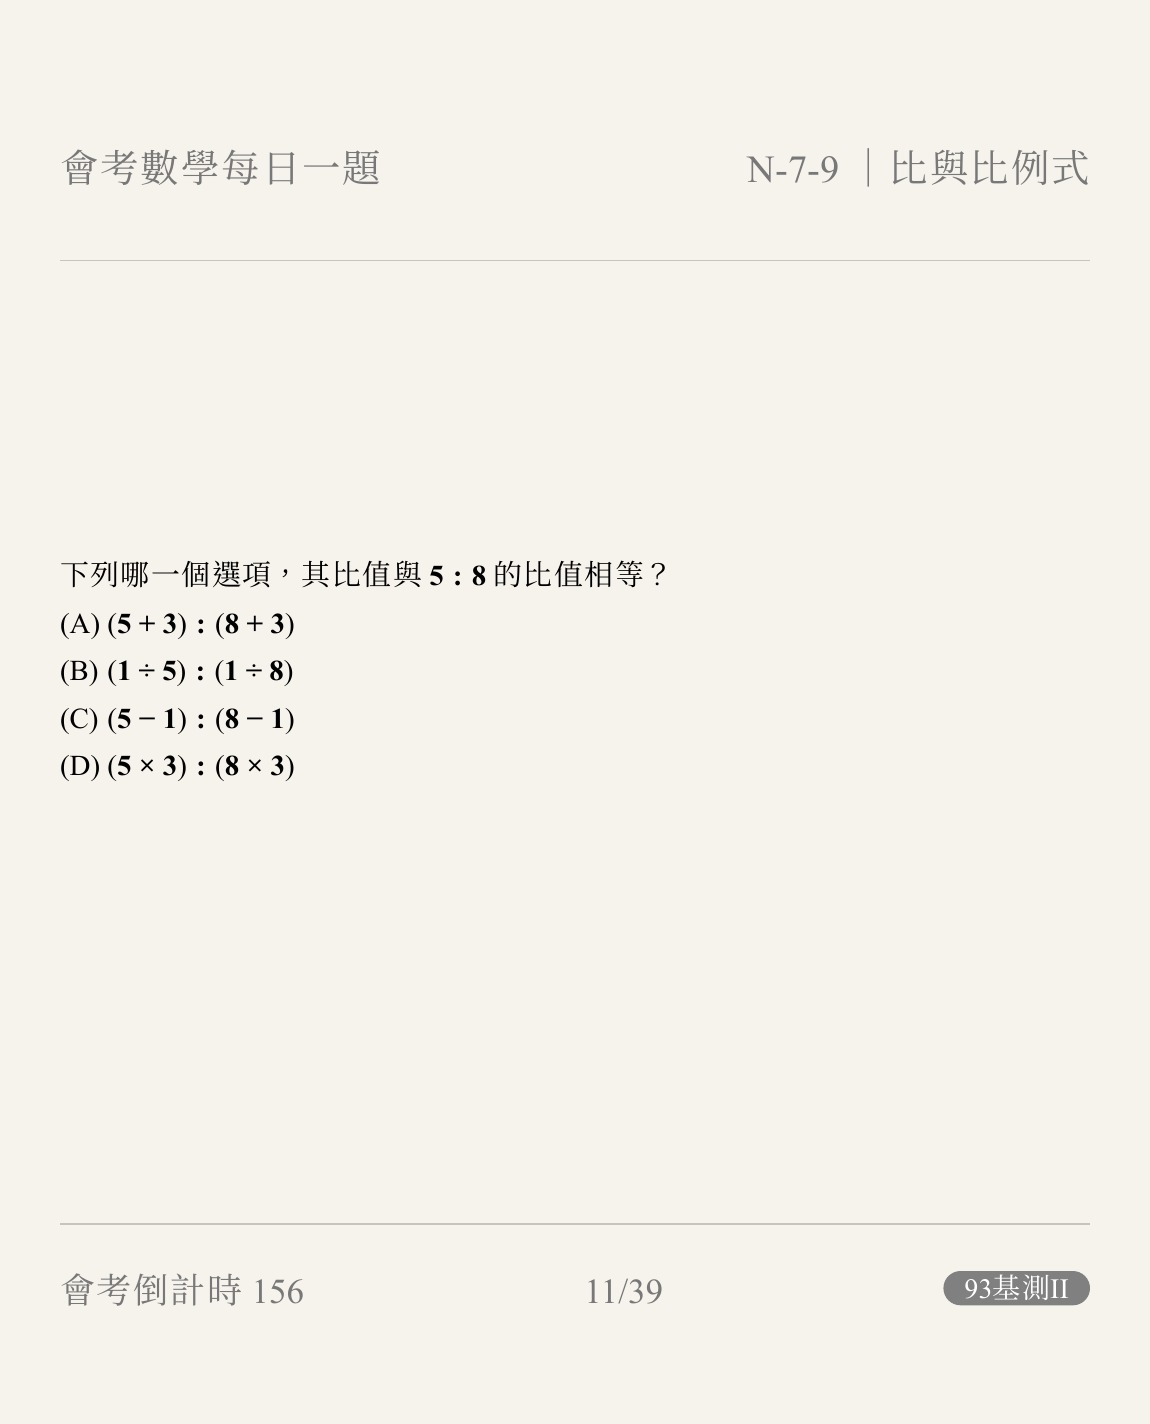 會考數學每日一題
N-7-9｜比與比例式
下列哪一個選項，其比值與 5 : 8 的比值相等？
(A) (5 + 3) : (8 + 3)
(B) (1 ÷ 5) : (1 ÷ 8)
(C) (5 − 1) : (8 − 1)
(D) (5 × 3) : (8 × 3)
會考倒計時 156
11/39
93基測II